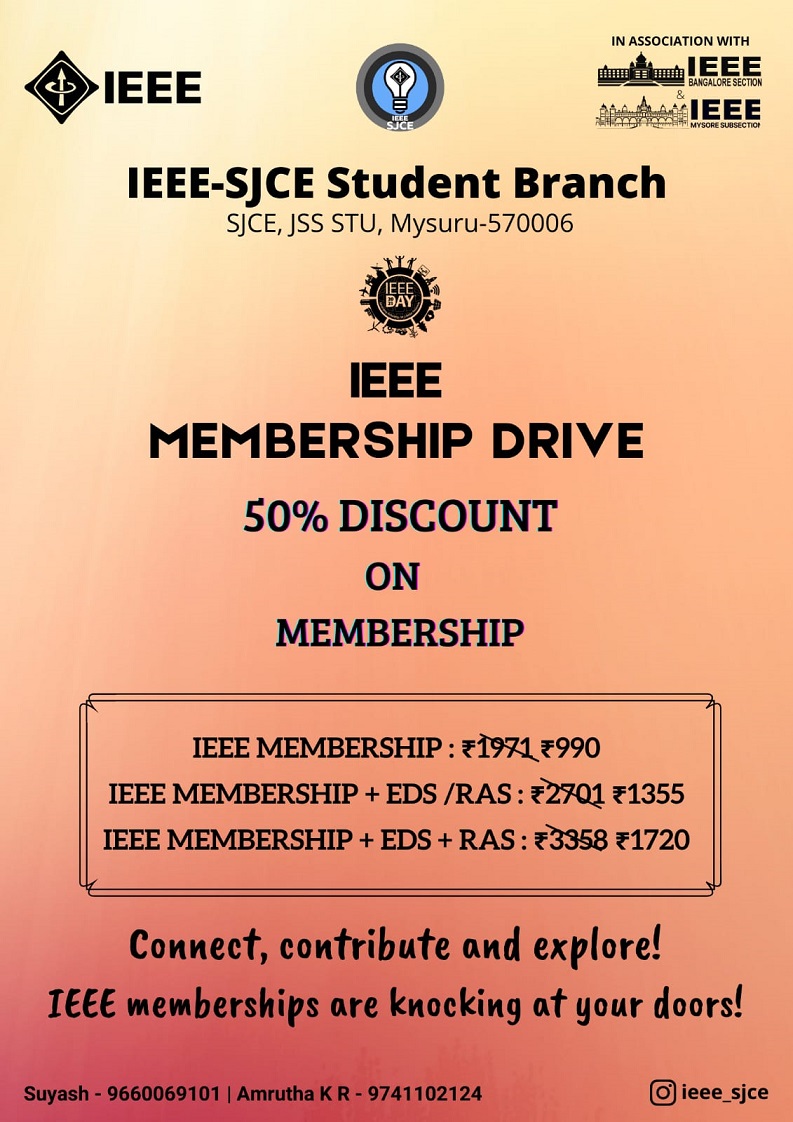 IEEE
IEEE
SJCE
IN ASSOCIATION WITH
IEEE
BANGALORE SECTION
&
IEEE
MYSORE SUBSECTION
IEEE-SJCE Student Branch
SJCE, JSS STU, Mysuru-570006
IEEE
DAY
IEEE
MEMBERSHIP DRIVE
50% DISCOUNT
ON
MEMBERSHIP
IEEE MEMBERSHIP : ₹1971 ₹990
IEEE MEMBERSHIP + EDS /RAS : ₹2701 ₹1355
IEEE MEMBERSHIP + EDS + RAS : ₹3358 ₹1720
Connect, contribute and explore!
IEEE memberships are knocking at your doors!
Suyash - 9660069101 | Amrutha K R - 9741102124
ieee_sjce